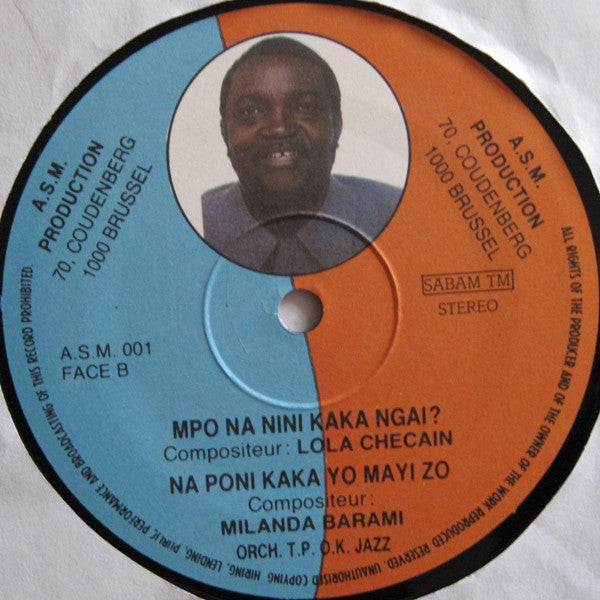 A.S.M.
PRODUCTION
70, COUDENBERG
1000 BRUSSEL
A.S.M.
PRODUCTION
70, COUDENBERG
1000 BRUSSEL
SABAM TM
STEREO
A.S.M. 001
FACE B
MPO NA NINI KAKA NGAI?
Compositeur: LOLA CHECAIN
NA PONI KAKA YO MAYI ZO
Compositeur:
MILANDA BARAMI
ORCH. T.P. O.K. JAZZ
ALL RIGHTS OF THE PRODUCER AND OF THE OWNER OF THE WORK REPRODUCED RESERVED. UNAUTHORISED COPYING, HIRING, LENDING, PUBLIC PERFORMANCE AND BROADCASTING OF THIS RECORD PROHIBITED.